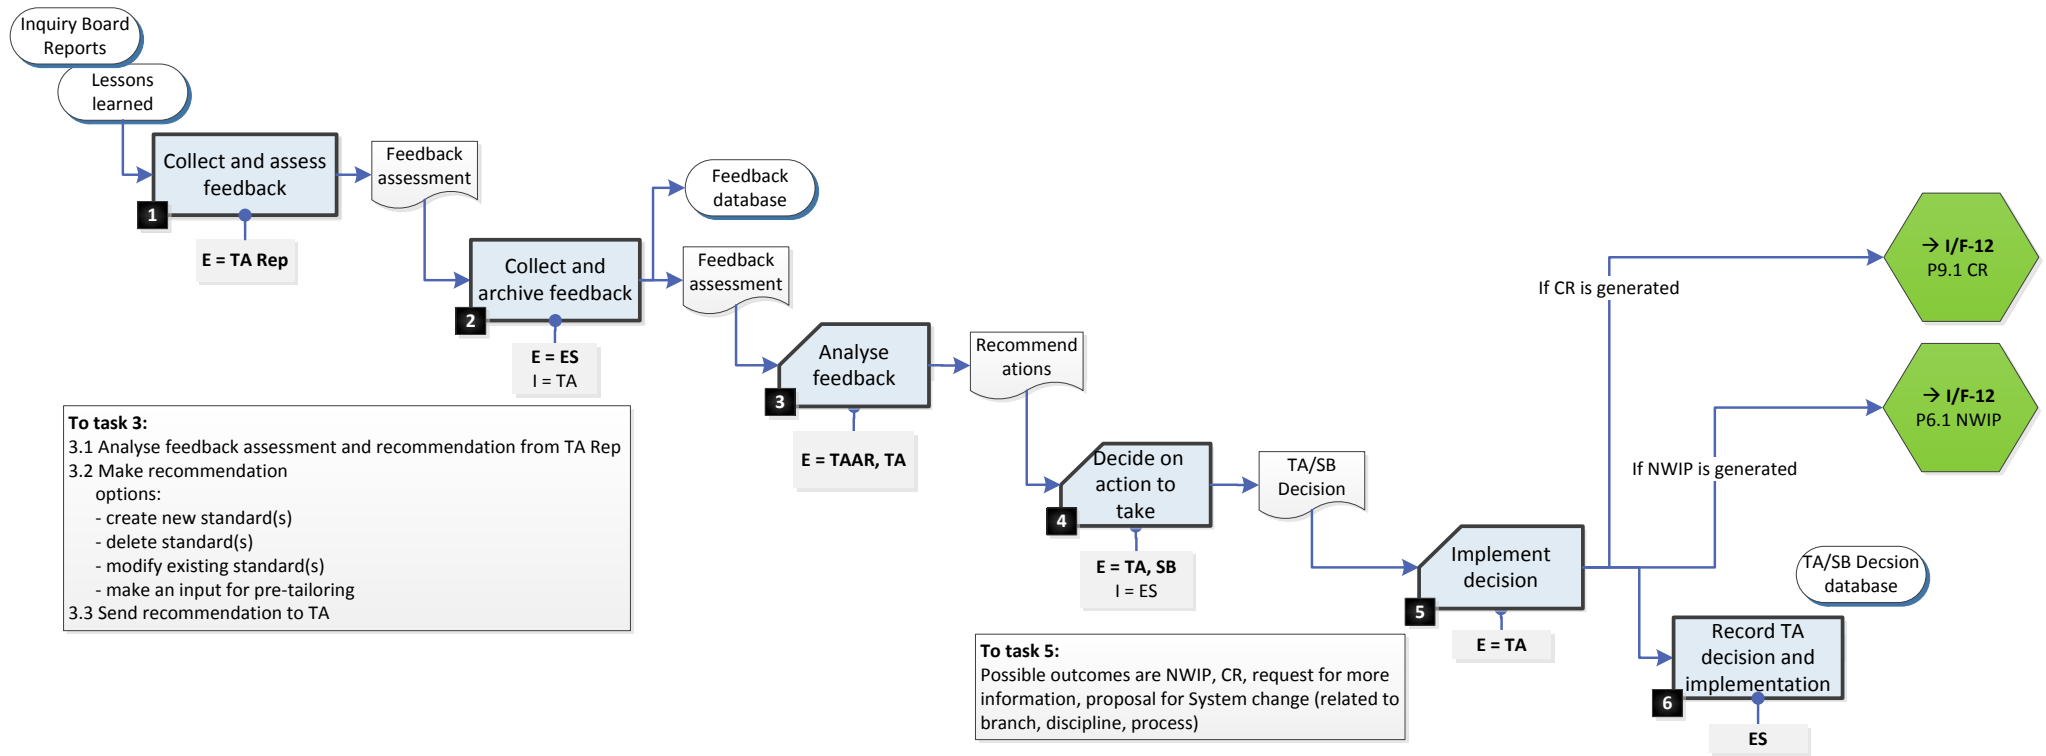 Inquiry Board
Reports
Lessons
learned
Collect and assess
feedback
1
E = TA Rep
Feedback
assessment
Collect and
archive feedback
2
E = ES
I = TA
Feedback
database
Feedback
assessment
Analyse
feedback
3
E = TAAR, TA
Recommend
ations
Decide on
action to
take
4
E = TA, SB
I = ES
TA/SB
Decision
Implement
decision
5
E = TA
If CR is generated
→ I/F-12
P9.1 CR
If NWIP is generated
→ I/F-12
P6.1 NWIP
TA/SB Decsion
database
Record TA
decision and
implementation
6
ES
To task 3:
3.1 Analyse feedback assessment and recommendation from TA Rep
3.2 Make recommendation
options:
- create new standard(s)
- delete standard(s)
- modify existing standard(s)
- make an input for pre-tailoring
3.3 Send recommendation to TA
To task 5:
Possible outcomes are NWIP, CR, request for more
information, proposal for System change (related to
branch, discipline, process)